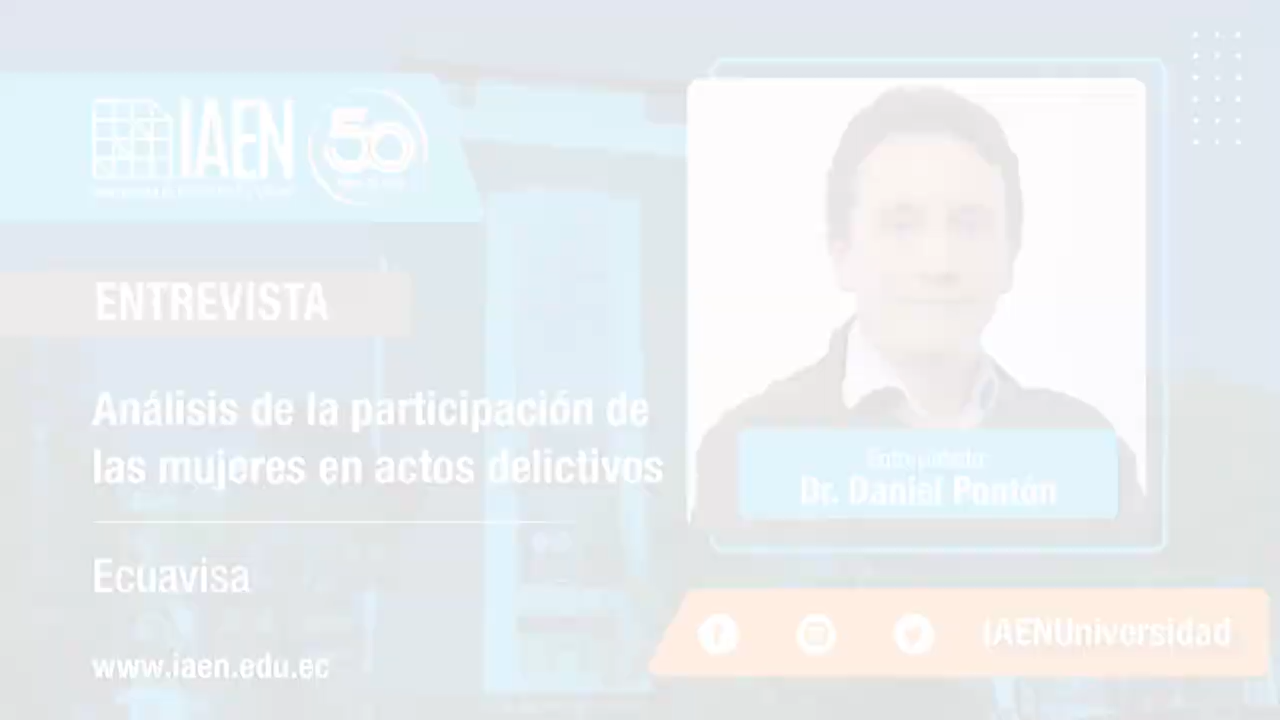 IAEN
50
ENTREVISTA
Análisis de la participación de
las mujeres en actos delictivos
Ecuavisa
www.iaen.edu.ec
Dr. Daniel Pontón
IAENUniversidad